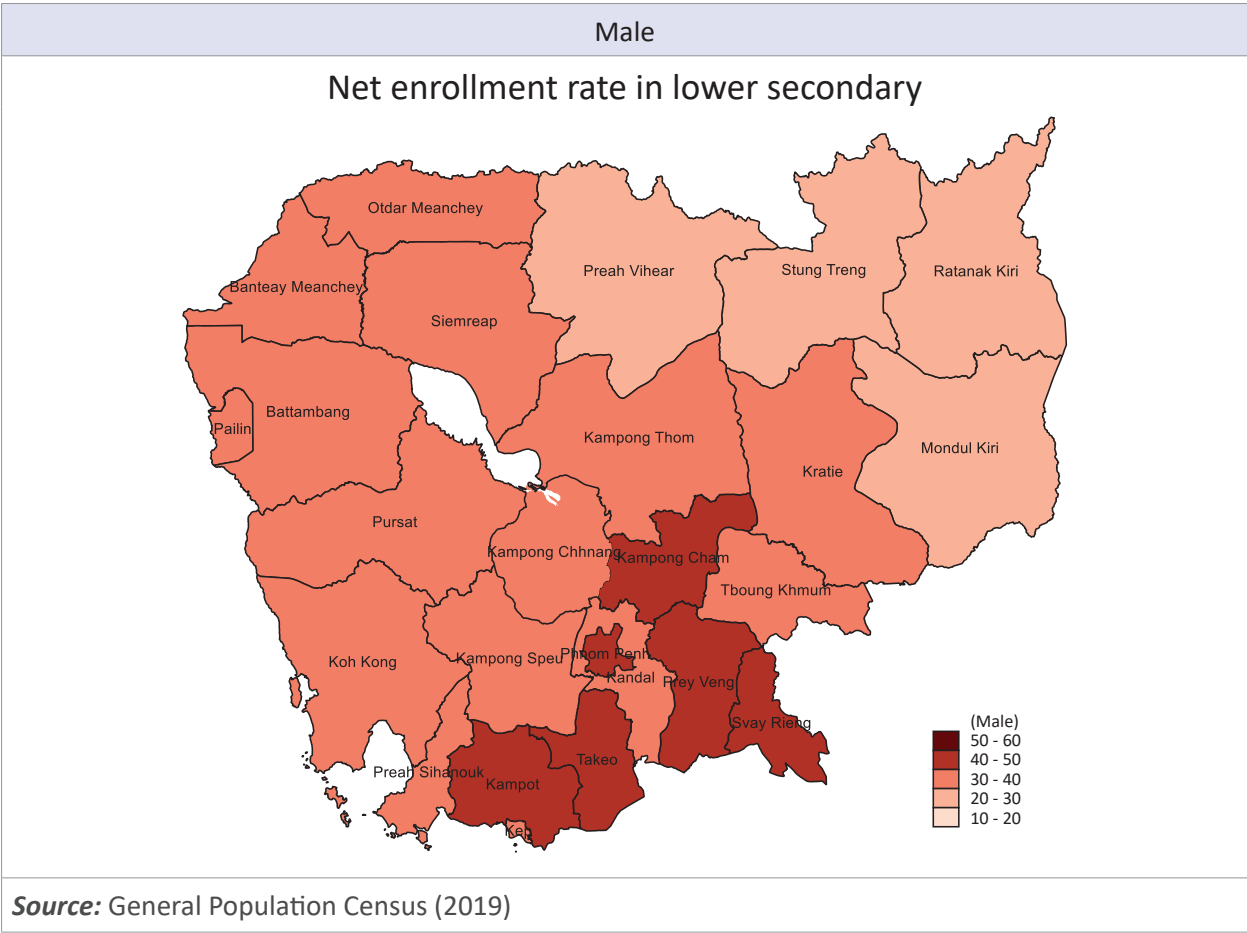 Male
Net enrollment rate in lower secondary
Otdar Meanchey
Preah Vihear
Stung Treng
Ratanak Kiri
Banteay Meanchey
Siemreap
Battambang
Pailin
Kampong Thom
Mondul Kiri
Kratie
Pursat
Kampong Chhnang
Kampong Cham
Tboung Khmum
Koh Kong
Kampong Speu
Phnom Penh
Kandal
Prey Veng
Svay Rieng
Takeo
Preah Sihanouk
Kampot
Kep
(Male)
50 - 60
40 - 50
30 - 40
20 - 30
10 - 20
Source: General Population Census (2019)